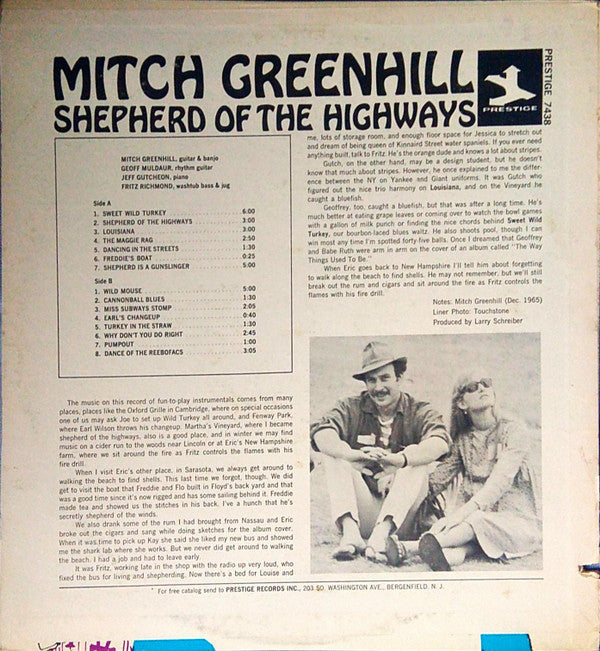 MITCH GREENHILL
SHEPHERD OF THE HIGHWAYS
PRESTIGE
PRESTIGE 7438
MITCH GREENHILL, guitar & banjo
GEOFF MULDAUR, rhythm guitar
JEFF GUTCHEON, piano
FRITZ RICHMOND, washtub bass & jug
Side A
1. SWEET WILD TURKEY 6:00
2. SHEPHERD OF THE HIGHWAYS 3:00
3. LOUISIANA 3:00
4. THE MAGGIE RAG 2:50
5. DANCING IN THE STREETS 1:30
6. FREDDIE'S BOAT 0:25
7. SHEPHERD IS A GUNSLINGER 5:00
Side B
1. WILD MOUSE 5:00
2. CANNONBALL BLUES 1:30
3. MISS SUBWAYS STOMP 2:05
4. EARL'S CHANGEUP 0:40
5. TURKEY IN THE STRAW 1:30
6. WHY DON'T YOU DO RIGHT 2:45
7. PUMPOUT 1:00
8. DANCE OF THE REEBOFACS 3:05
The music on this record of fun-to-play instrumentals comes from many
places, places like the Oxford Grille in Cambridge, where on special occasions
one of us may ask Joe to set up Wild Turkey all around, and Fenway Park,
where Earl Wilson throws his changeup. Martha's Vineyard, where I became
shepherd of the highways, also is a good place, and in winter we may find
music on a cider run to the woods near Lincoln or at Eric's New Hampshire
farm, where we sit around the fire as Fritz controls the flames with his
fire drill.
When I visit Eric's other place, in Sarasota, we always get around to
walking the beach to find shells. This last time we forgot, though. We did
get to visit the boat that Freddie and Flo built in Floyd's back yard and that
was a good time since it's now rigged and has some sailing behind it. Freddie
made tea and showed us the stitches in his back. I've a hunch that he's
secretly shepherd of the winds.
We also drank some of the rum I had brought from Nassau and Eric
broke out the cigars and sang while doing sketches for the album cover.
When it was time to pick up Kay she said she liked my new bus and showed
me the shark lab where she works. But we never did get around to walking
the beach. I had a job and had to leave early.
It was Fritz, working late in the shop with the radio up very loud, who
fixed the bus for living and shepherding. Now there's a bed for Louise and
me, lots of storage room, and enough floor space for Jessica to stretch out
and dream of being queen of Kinnaird Street water spaniels. If you ever need
anything built, talk to Fritz. He's the orange dude and knows a lot about stripes.
Gutch, on the other hand, may be a design student, but he doesn't
know that much about stripes. However, he once explained to me the differ-
ence between the NY on Yankee and Giant uniforms. It was Gutch who
figured out the nice trio harmony on Louisiana, and on the Vineyard he
caught a bluefish.
Geoffrey, too, caught a bluefish, but that was after a long time. He's
much better at eating grape leaves or coming over to watch the bowl games
with a gallon of milk punch or finding the nice chords behind Sweet Wild
Turkey, our bourbon-laced blues waltz. He also shoots pool, though I can
win most any time I'm spotted forty-five balls. Once I dreamed that Geoffrey
and Babe Ruth were arm in arm on the cover of an album called "The Way
Things Used To Be."
When Eric gets back to New Hampshire I'll tell him about forgetting
to walk along the beach to find shells. He may not remember, but we'll still
break out the rum and cigars and sit around the fire as Fritz controls the
flames with his fire drill.
Notes: Mitch Greenhill (Dec. 1965)
Liner Photo: Touchstone
Produced by Larry Schreiber
* For free catalog send to PRESTIGE RECORDS INC., 203 SO. WASHINGTON AVE., BERGENFIELD, N. J.